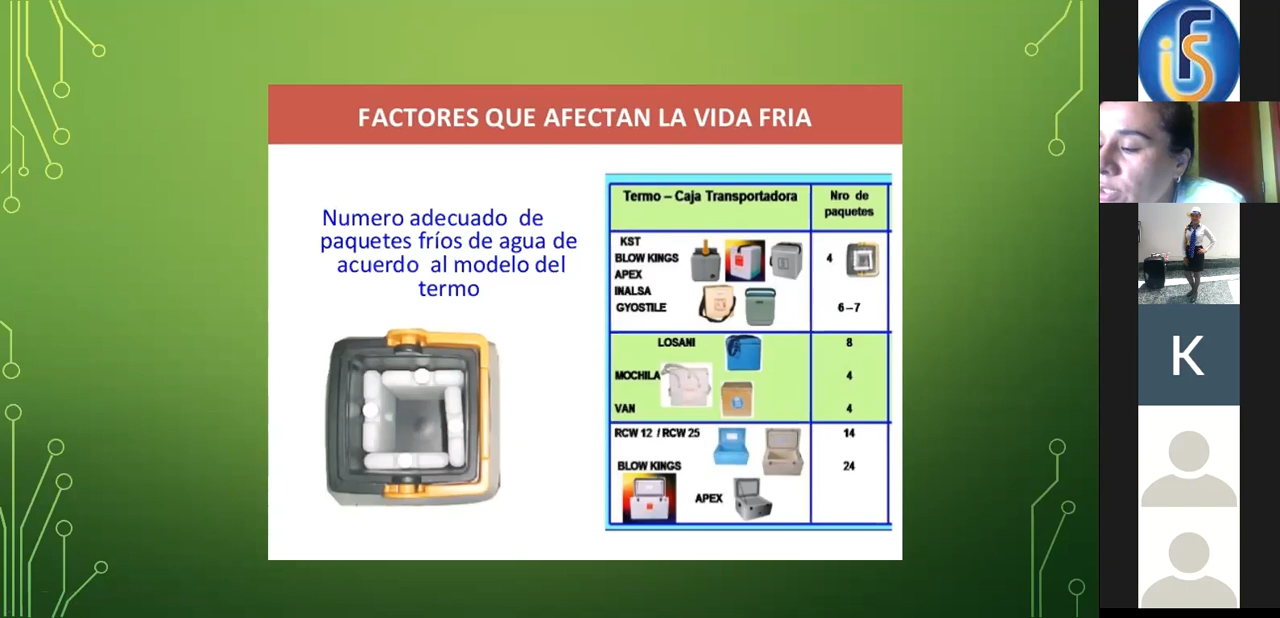 FACTORES QUE AFECTAN LA VIDA FRIA
Numero adecuado de
paquetes fríos de agua de
acuerdo al modelo del
termo
Termo – Caja Transportadora
Nro de
paquetes
KST
BLOW KINGS
APEX
INALSA
GYOSTILE
4
6 – 7
LOSANI
8
MOCHILA
4
VAN
4
RCW 12 / RCW 25
14
BLOW KINGS
24
APEX
iFS
K